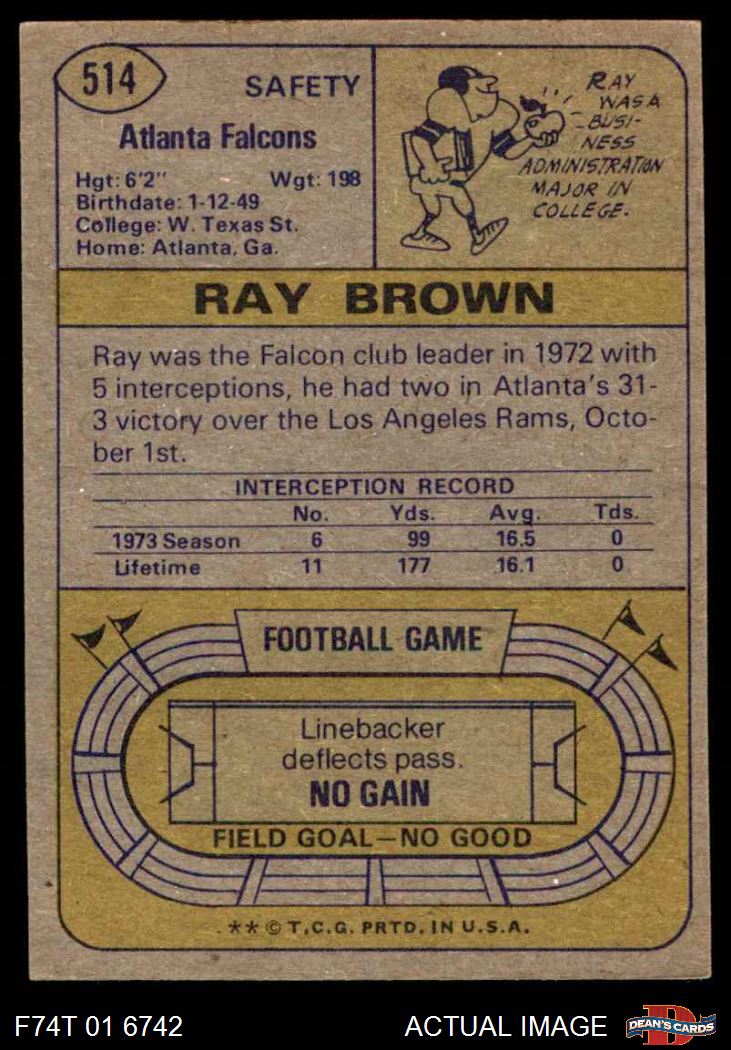 514
SAFETY
Atlanta Falcons
Hgt: 6'2" Wgt: 198
Birthdate: 1-12-49
College: W. Texas St.
Home: Atlanta, Ga.
RAY
WAS A
BUSI-
NESS
ADMINISTRATION
MAJOR IN
COLLEGE.
RAY BROWN
Ray was the Falcon club leader in 1972 with
5 interceptions, he had two in Atlanta's 31-
3 victory over the Los Angeles Rams, Octo-
ber 1st.
INTERCEPTION RECORD
No. Yds. Avg. Tds.
1973 Season 6 99 16.5 0
Lifetime 11 177 16.1 0
FOOTBALL GAME
Linebacker
deflects pass.
NO GAIN
FIELD GOAL—NO GOOD
** © T.C.G. PRTD. IN U.S.A.
F74T 01 6742 ACTUAL IMAGE D DEAN'S CARDS